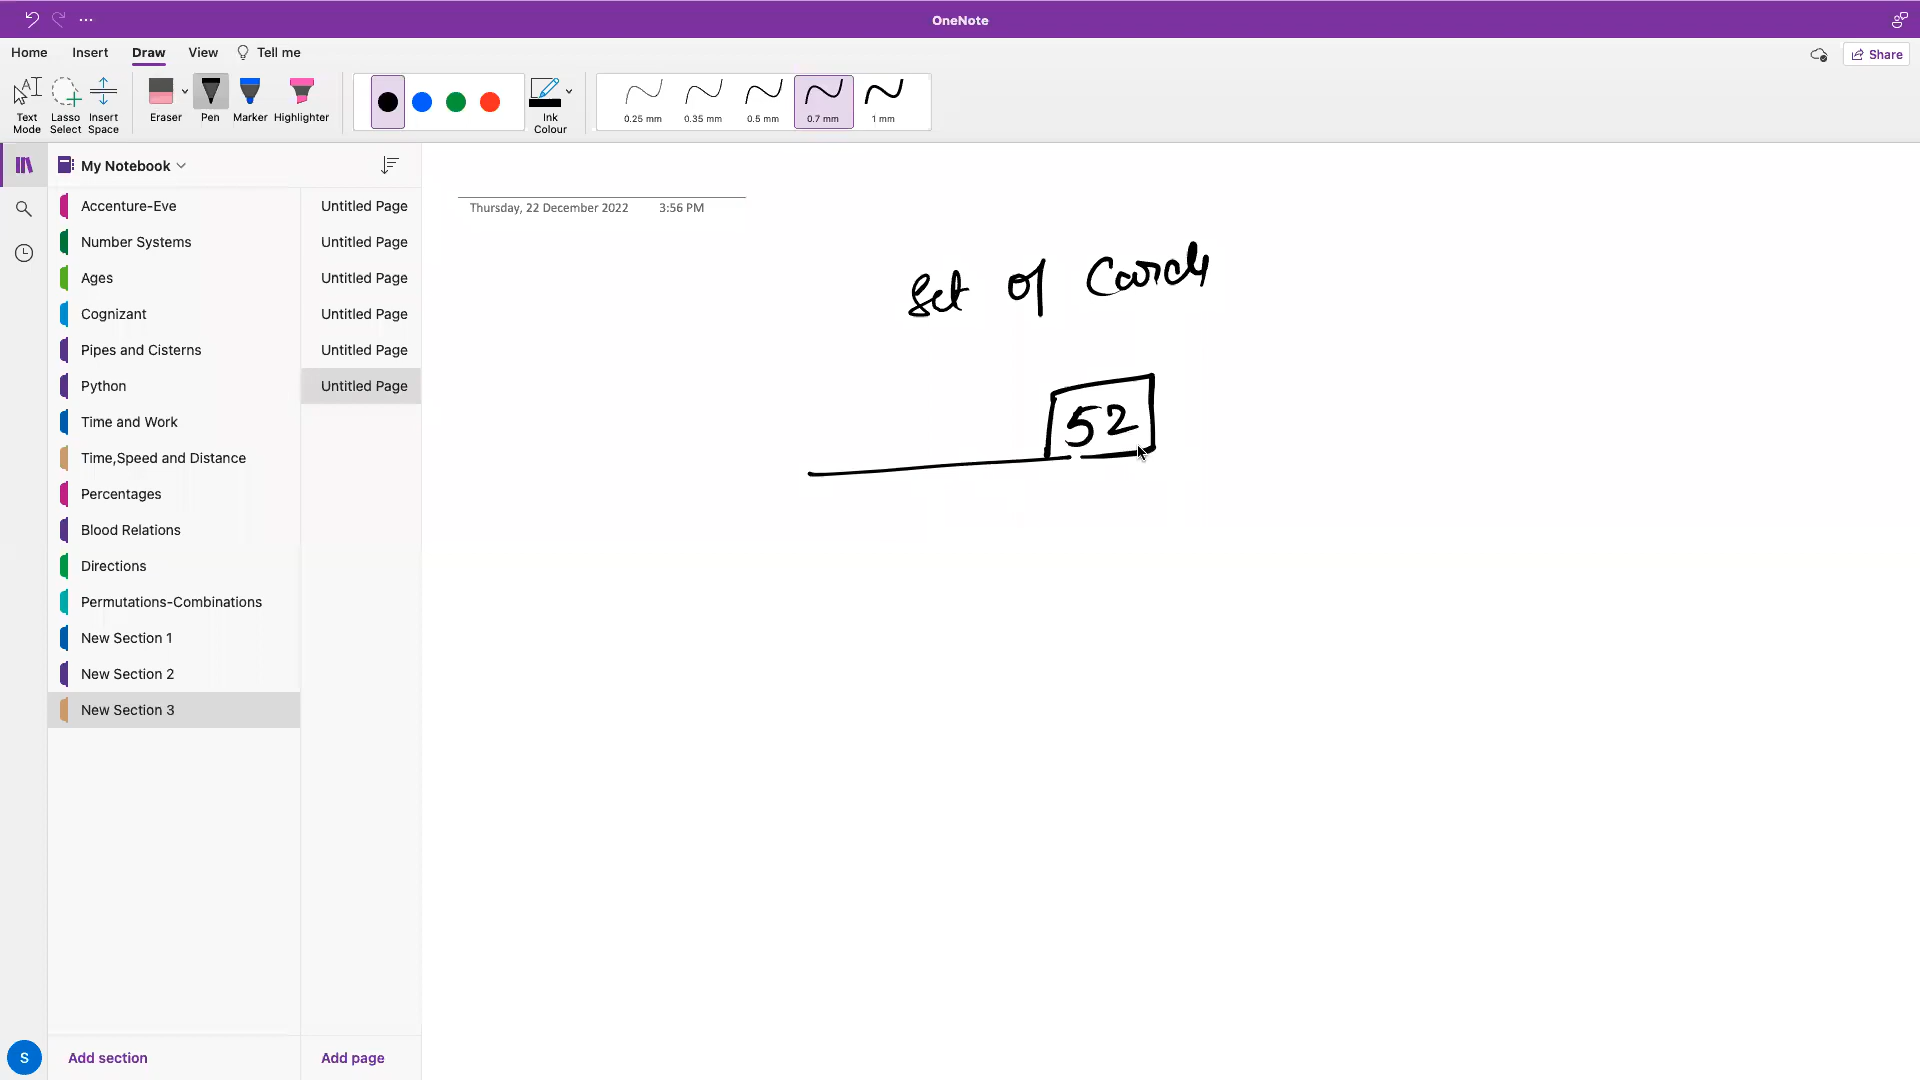 OneNote
Home Insert Draw View Tell me
Share
Text Mode
Lasso Select
Insert Space
Eraser
Pen
Marker
Highlighter
Ink Colour
0.25 mm
0.35 mm
0.5 mm
0.7 mm
1 mm
My Notebook
Accenture-Eve
Number Systems
Ages
Cognizant
Pipes and Cisterns
Python
Time and Work
Time,Speed and Distance
Percentages
Blood Relations
Directions
Permutations-Combinations
New Section 1
New Section 2
New Section 3
Add section
Untitled Page
Untitled Page
Untitled Page
Untitled Page
Untitled Page
Untitled Page
Add page
Thursday, 22 December 2022 3:56 PM
Set of Cards
52
S